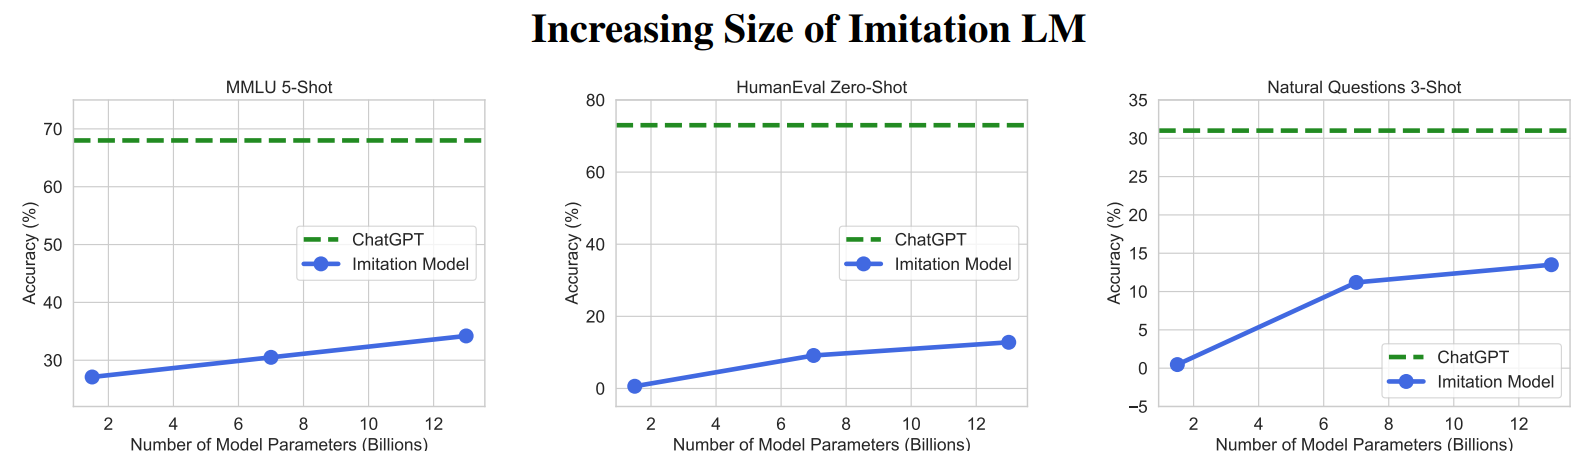 Increasing Size of Imitation LM
MMLU 5-Shot
70
60
50
40
30
Accuracy (%)
ChatGPT
Imitation Model
2 4 6 8 10 12
Number of Model Parameters (Billions)
HumanEval Zero-Shot
80
60
40
20
0
Accuracy (%)
ChatGPT
Imitation Model
2 4 6 8 10 12
Number of Model Parameters (Billions)
Natural Questions 3-Shot
35
30
25
20
15
10
5
0
−5
Accuracy (%)
ChatGPT
Imitation Model
2 4 6 8 10 12
Number of Model Parameters (Billions)